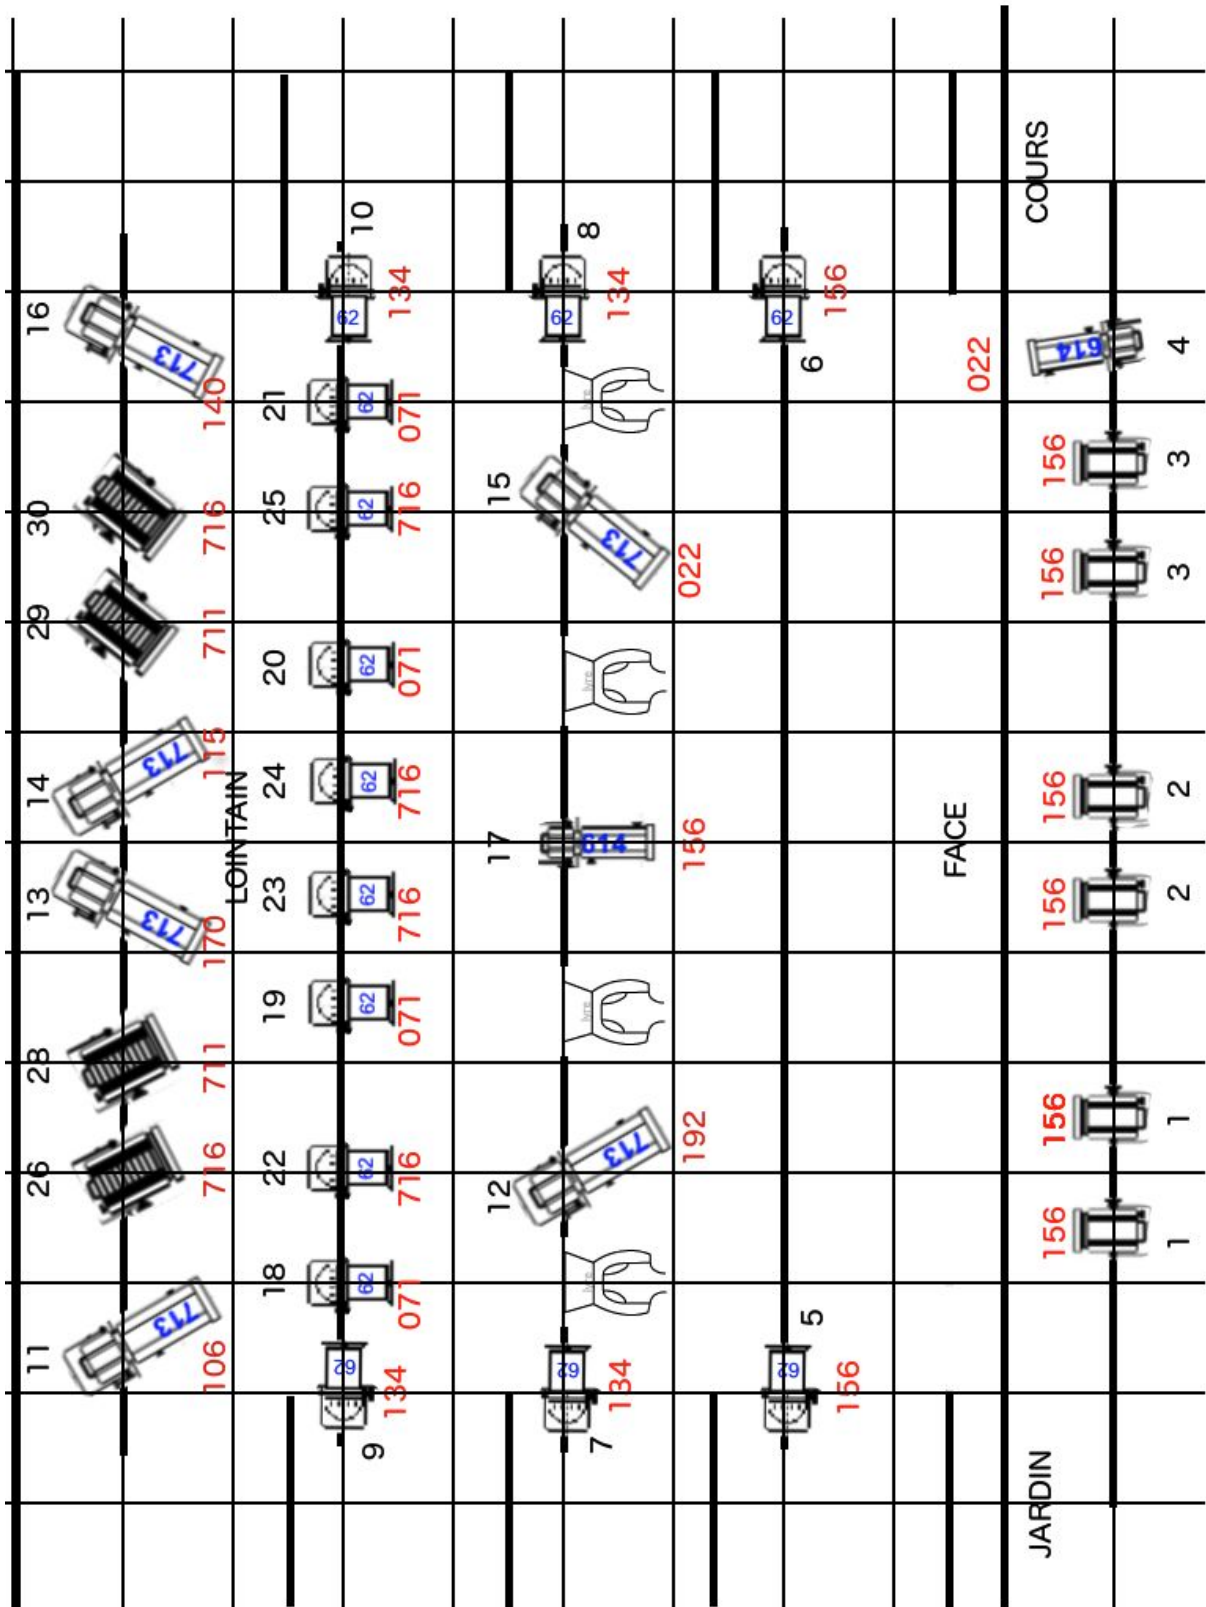 11 26 28 13 14 29 30 16
713 713 713 713
106 716 711 170 115 711 716 140
LOINTAIN
18 22 19 23 24 20 25 21
9 62 62 62 62 62 62 62 62 62 62 10
134 071 716 071 716 716 071 716 071 134
12 17 15
7 62 lyre 713 lyre 614 lyre 713 lyre 62 8
134 192 156 022 134
62 62
5 6
156 156
FACE 022
JARDIN COURS
156 156 156 156 156 156 614
1 1 2 2 3 3 4